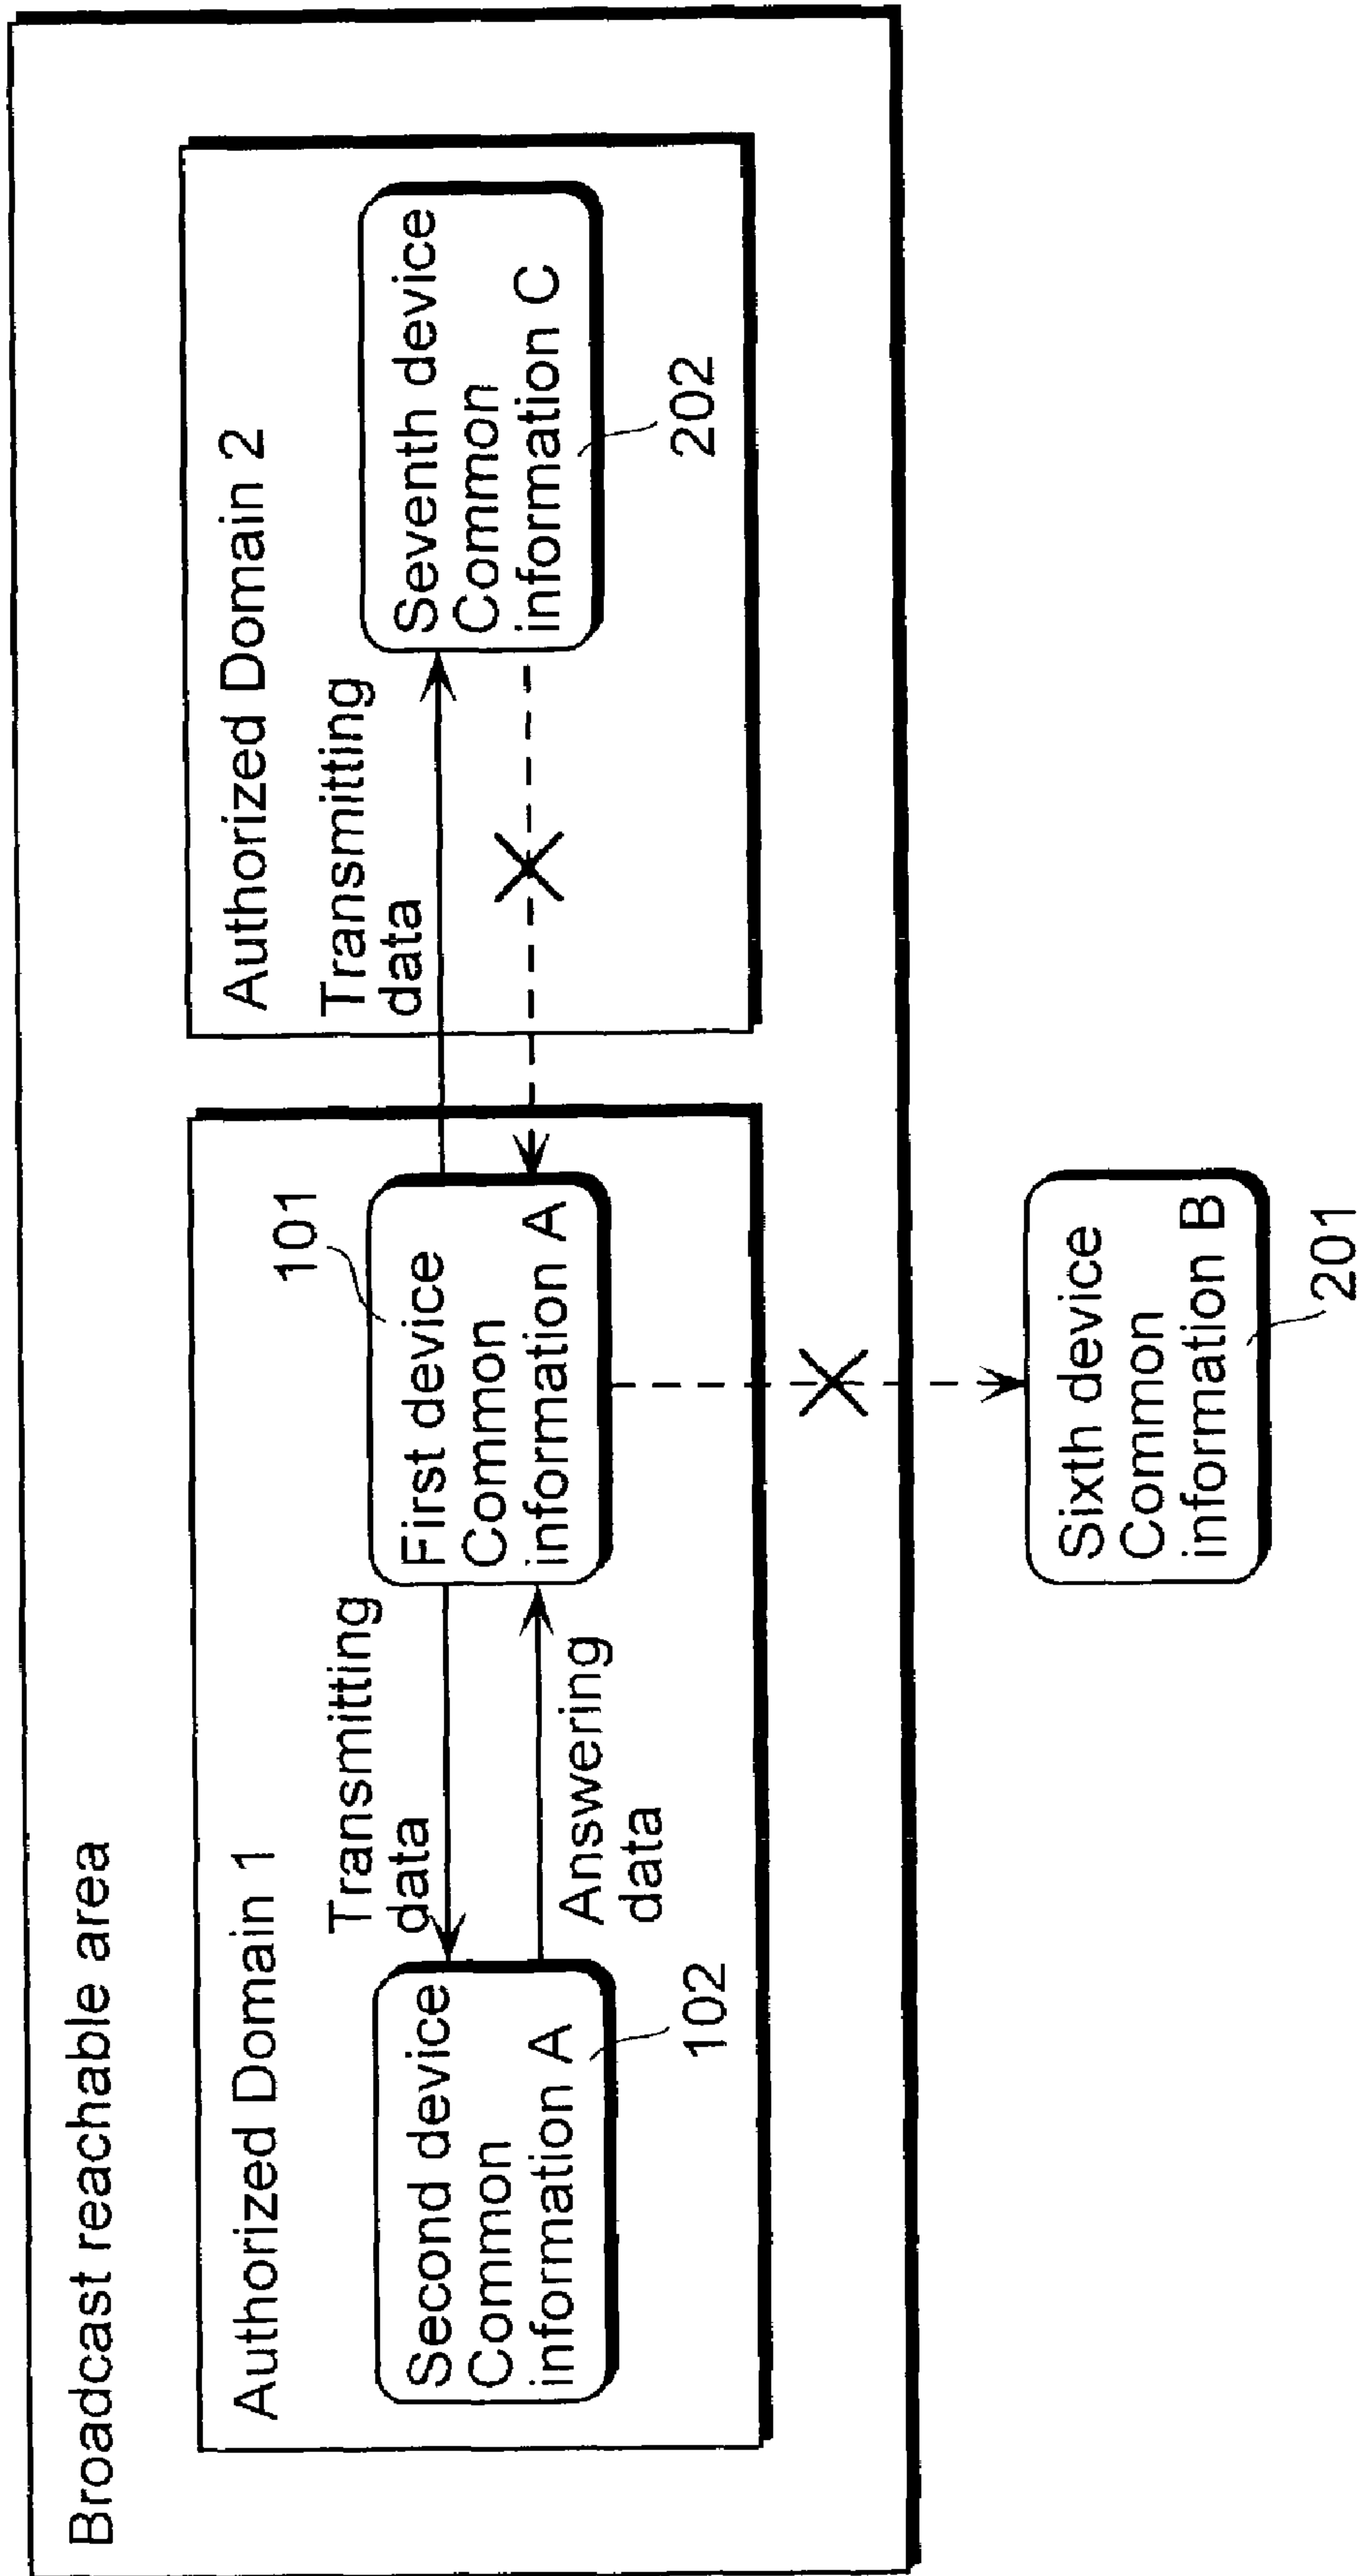 Broadcast reachable area
Authorized Domain 1
Second device
Common
information A
102
Transmitting
data
Answering
data
101
First device
Common
information A
Authorized Domain 2
Transmitting
data
Seventh device
Common
information C
202
Sixth device
Common
information B
201